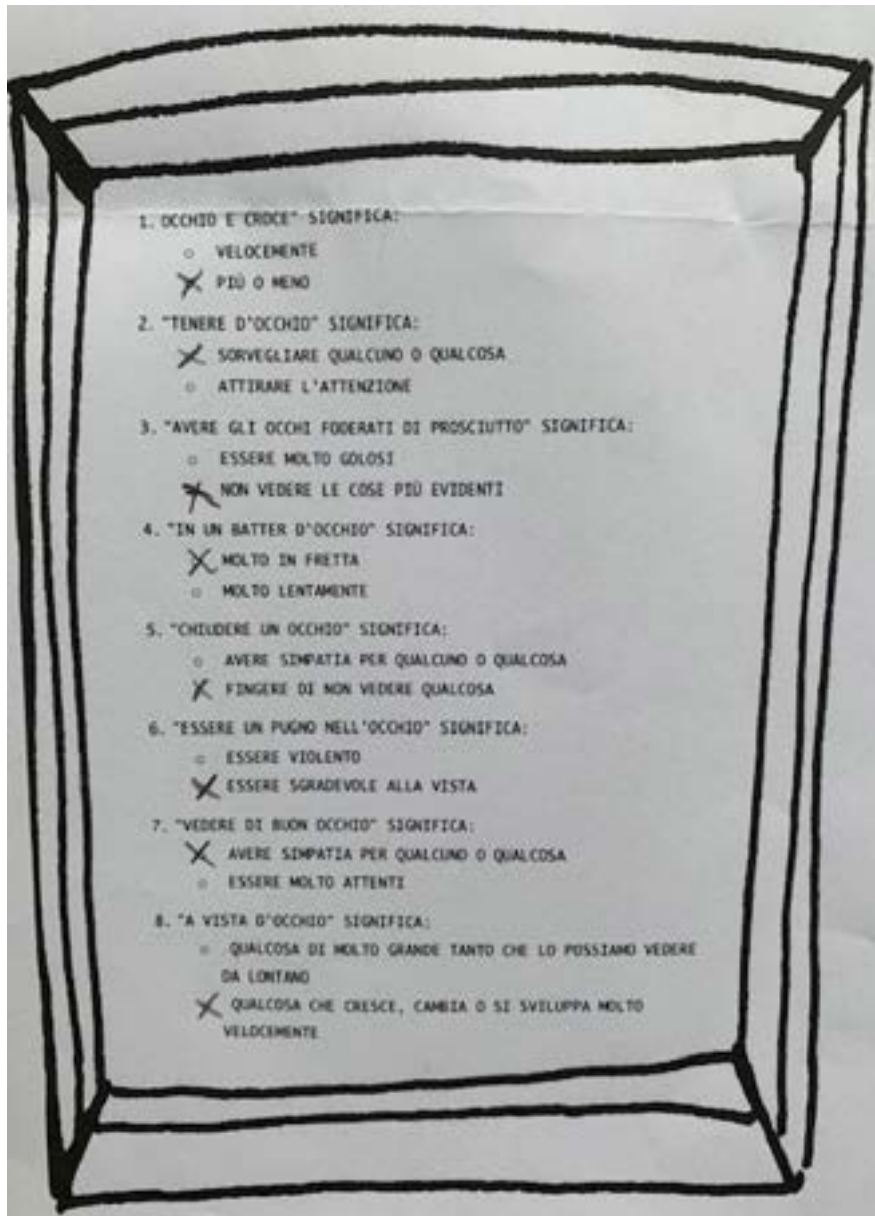 1. OCCHIO E CROCE" SIGNIFICA:
○ VELOCEMENTE
PIÙ O MENO
2. "TENERE D'OCCHIO" SIGNIFICA:
SORVEGLIARE QUALCUNO O QUALCOSA
○ ATTIRARE L'ATTENZIONE
3. "AVERE GLI OCCHI FODERATI DI PROSCIUTTO" SIGNIFICA:
○ ESSERE MOLTO GOLOSI
NON VEDERE LE COSE PIÙ EVIDENTI
4. "IN UN BATTER D'OCCHIO" SIGNIFICA:
MOLTO IN FRETTA
○ MOLTO LENTAMENTE
5. "CHIUDERE UN OCCHIO" SIGNIFICA:
○ AVERE SIMPATIA PER QUALCUNO O QUALCOSA
FINGERE DI NON VEDERE QUALCOSA
6. "ESSERE UN PUGNO NELL'OCCHIO" SIGNIFICA:
○ ESSERE VIOLENTO
ESSERE SGRADEVOLE ALLA VISTA
7. "VEDERE DI BUON OCCHIO" SIGNIFICA:
AVERE SIMPATIA PER QUALCUNO O QUALCOSA
○ ESSERE MOLTO ATTENTI
8. "A VISTA D'OCCHIO" SIGNIFICA:
○ QUALCOSA DI MOLTO GRANDE TANTO CHE LO POSSIAMO VEDERE
DA LONTANO
QUALCOSA CHE CRESCE, CAMBIA O SI SVILUPPA MOLTO
VELOCEMENTE